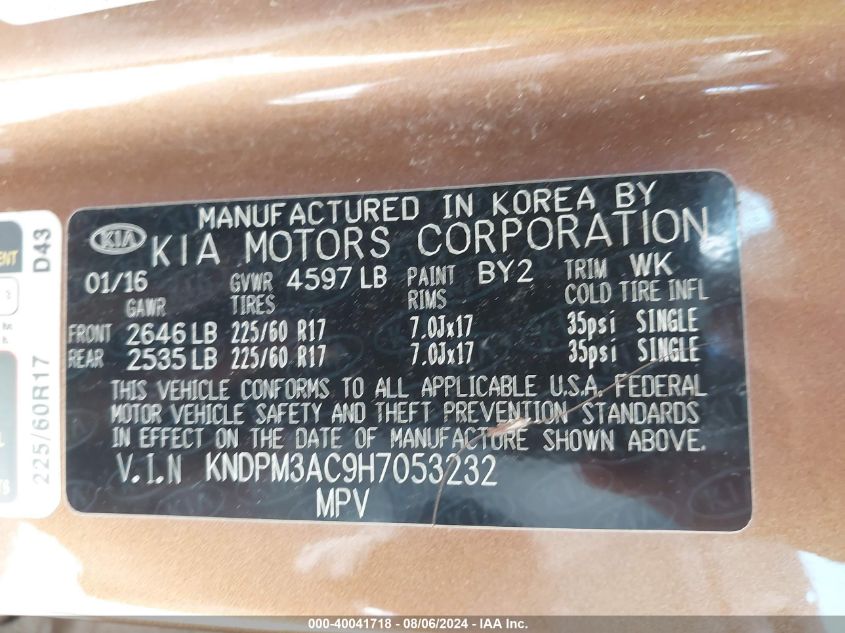 MANUFACTURED IN KOREA BY
KIA KIA MOTORS CORPORATION
01/16 GVWR 4597 LB PAINT BY2 TRIM WK
GAWR TIRES RIMS COLD TIRE INFL
FRONT 2646 LB 225/60 R17 7.0Jx17 35psi SINGLE
REAR 2535 LB 225/60 R17 7.0Jx17 35psi SINGLE
THIS VEHICLE CONFORMS TO ALL APPLICABLE U.S.A. FEDERAL
MOTOR VEHICLE SAFETY AND THEFT PREVENTION STANDARDS
IN EFFECT ON THE DATE OF MANUFACTURE SHOWN ABOVE.
V.I.N KNDPM3AC9H7053232
MPV
D43
225/60R17
000-40041718 - 08/06/2024 - IAA Inc.